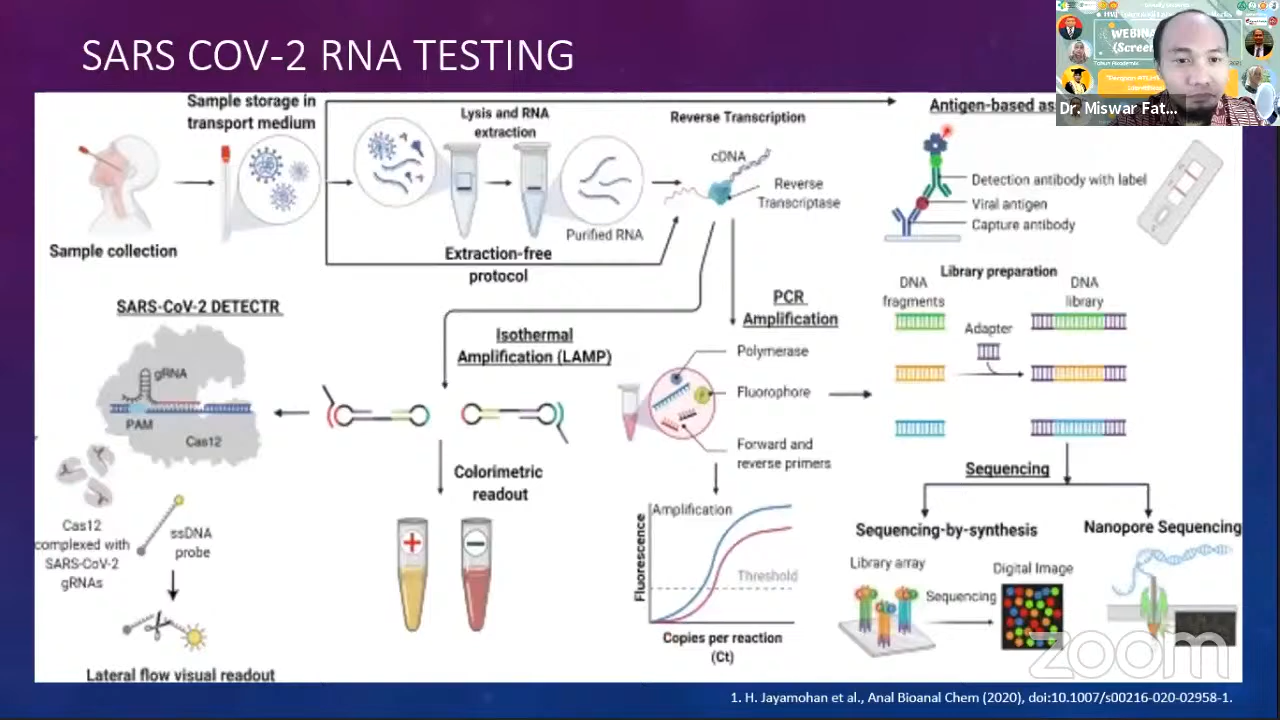 SARS COV-2 RNA TESTING
Sample storage in
transport medium
Sample collection
Lysis and RNA
extraction
Purified RNA
Extraction-free
protocol
Reverse Transcription
cDNA
Reverse
Transcriptase
Antigen-based as
Detection antibody with label
Viral antigen
Capture antibody
WEBINA
(Scree
Dr. Miswar Fat...
SARS-CoV-2 DETECTR
gRNA
PAM
Cas12
Cas12
complexed with
SARS-CoV-2
gRNAs
ssDNA
probe
Lateral flow visual readout
Isothermal
Amplification (LAMP)
Colorimetric
readout
+
−
PCR
Amplification
Polymerase
Fluorophore
Forward and
reverse primers
Amplification
Threshold
Fluorescence
Copies per reaction
(Ct)
Library preparation
DNA
fragments
DNA
library
Adapter
Sequencing
Sequencing-by-synthesis
Nanopore Sequencing
Library array
Sequencing
Digital Image
zoom
1. H. Jayamohan et al., Anal Bioanal Chem (2020), doi:10.1007/s00216-020-02958-1.